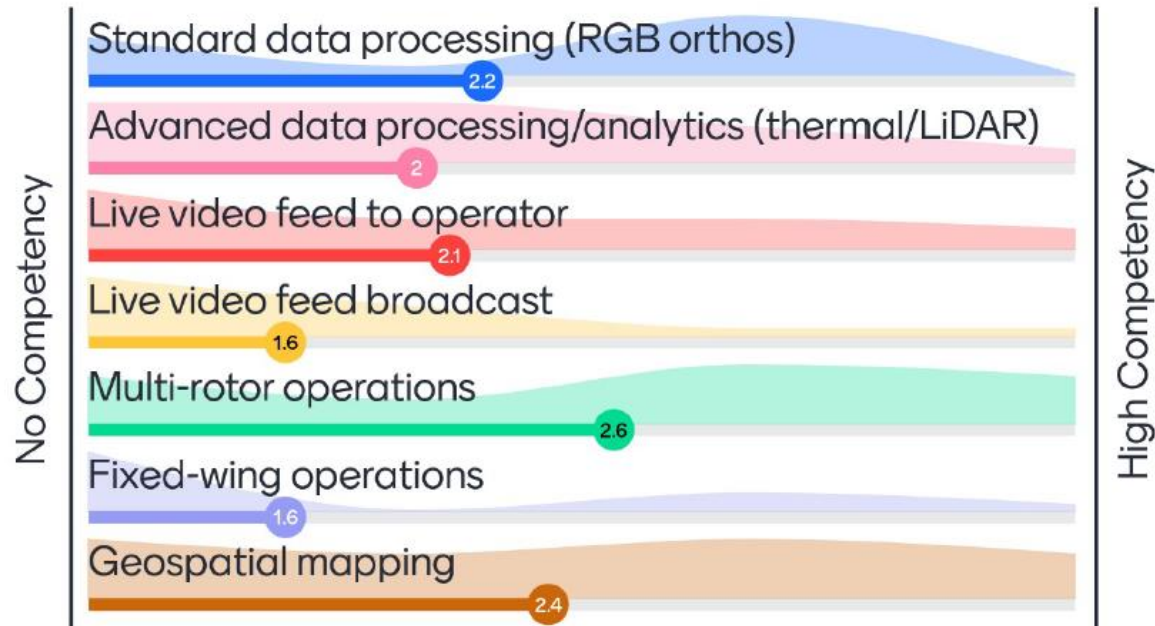 No Competency
Standard data processing (RGB orthos)
2.2
Advanced data processing/analytics (thermal/LiDAR)
2
Live video feed to operator
2.1
Live video feed broadcast
1.6
Multi-rotor operations
2.6
Fixed-wing operations
1.6
Geospatial mapping
2.4
High Competency